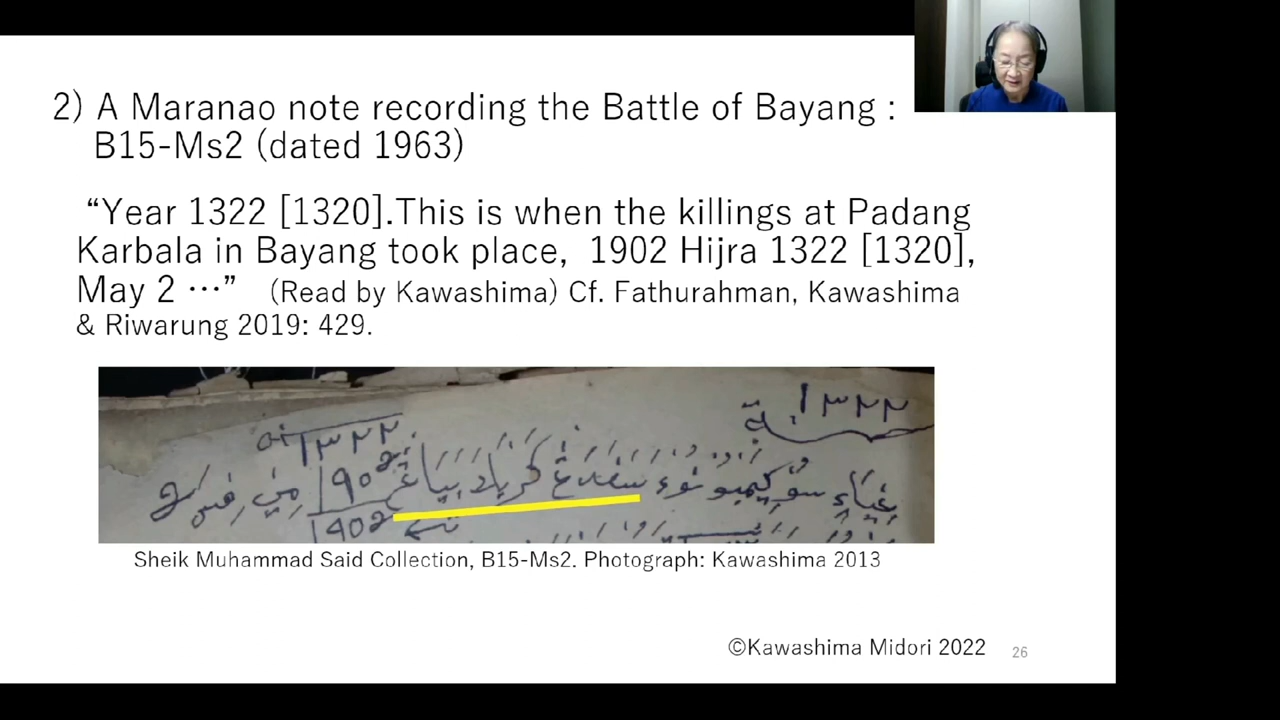 2) A Maranao note recording the Battle of Bayang :
B15-Ms2 (dated 1963)
“Year 1322 [1320].This is when the killings at Padang
Karbala in Bayang took place, 1902 Hijra 1322 [1320],
May 2 …” (Read by Kawashima) Cf. Fathurahman, Kawashima
& Riwarung 2019: 429.
سنة ١٣٢٢
١٣٢٢
1902
1902
Sheik Muhammad Said Collection, B15-Ms2. Photograph: Kawashima 2013
©Kawashima Midori 2022 26